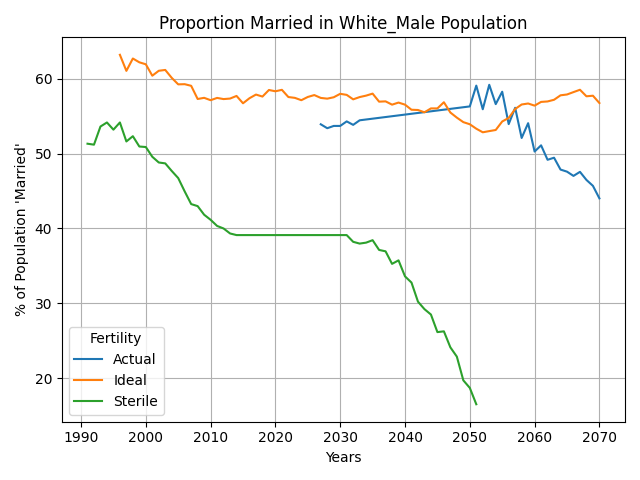 Proportion Married in White_Male Population
% of Population 'Married'
60
50
40
30
20
Fertility
Actual
Ideal
Sterile
1990 2000 2010 2020 2030 2040 2050 2060 2070
Years